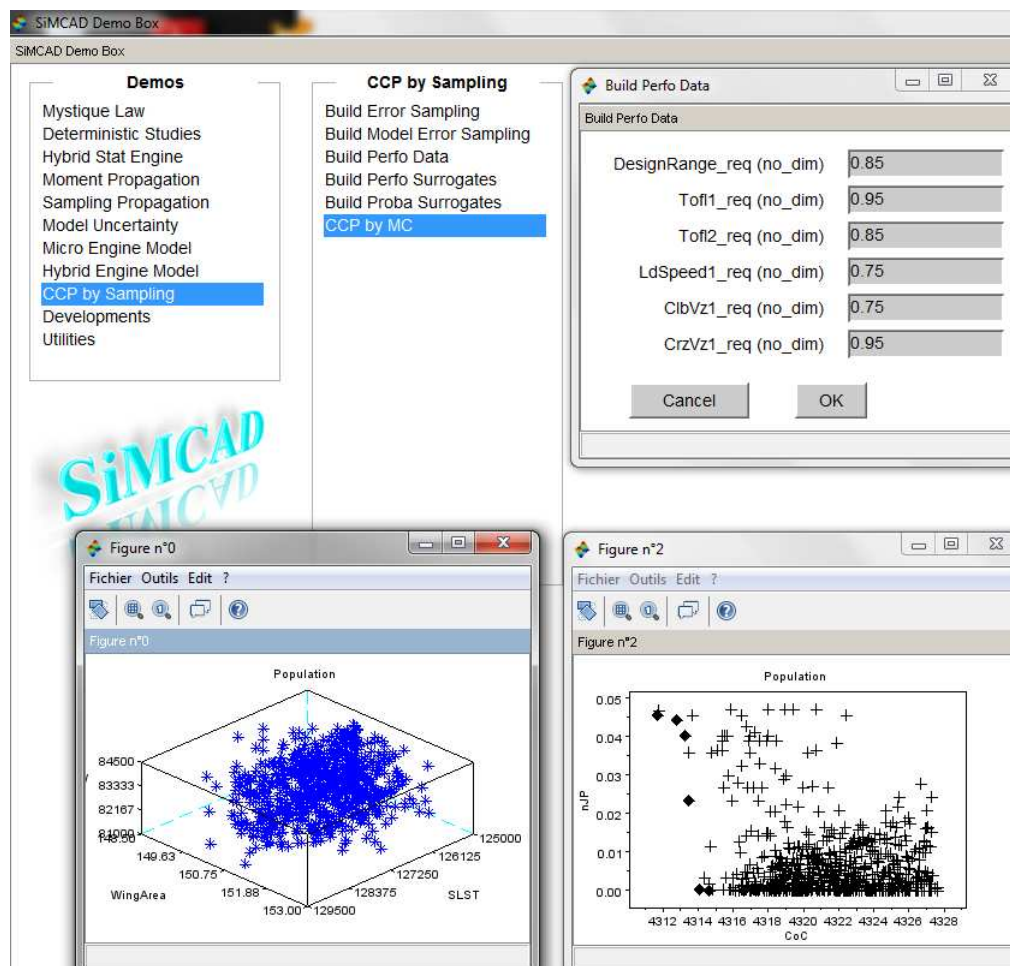 SiMCAD Demo Box
SiMCAD Demo Box
Demos
Mystique Law
Deterministic Studies
Hybrid Stat Engine
Moment Propagation
Sampling Propagation
Model Uncertainty
Micro Engine Model
Hybrid Engine Model
CCP by Sampling
Developments
Utilities
CCP by Sampling
Build Error Sampling
Build Model Error Sampling
Build Perfo Data
Build Perfo Surrogates
Build Proba Surrogates
CCP by MC
Build Perfo Data
Build Perfo Data
DesignRange_req (no_dim) 0.85
Tofl1_req (no_dim) 0.95
Tofl2_req (no_dim) 0.85
LdSpeed1_req (no_dim) 0.75
ClbVz1_req (no_dim) 0.75
CrzVz1_req (no_dim) 0.95
Cancel OK
SiMCAD
Figure n°0
Fichier Outils Edit ?
Figure n°0
Population
84500
83333
82167
81000
148.50
149.63
150.75
151.88
153.00
WingArea
129500
128375
127250
126125
125000
SLST
Figure n°2
Fichier Outils Edit ?
Figure n°2
Population
0.05
0.04
0.03
0.02
0.01
0.00
nJP
4312 4314 4316 4318 4320 4322 4324 4326 4328
CoC